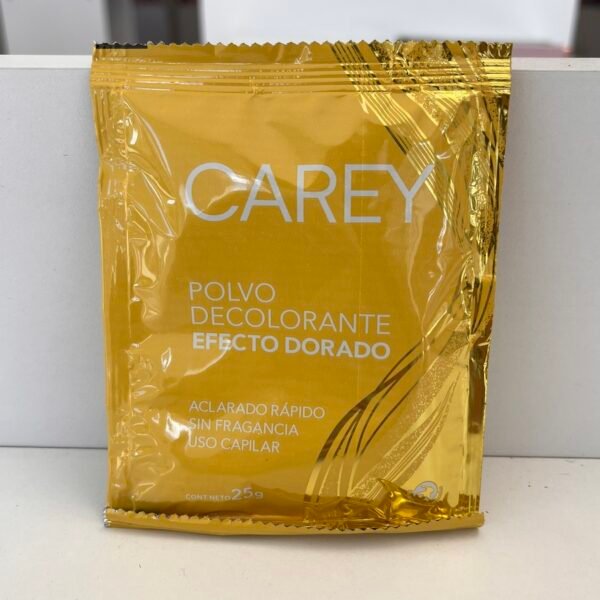 CAREY
POLVO
DECOLORANTE
EFECTO DORADO
ACLARADO RÁPIDO
SIN FRAGANCIA
USO CAPILAR
CONT. NETO 25g